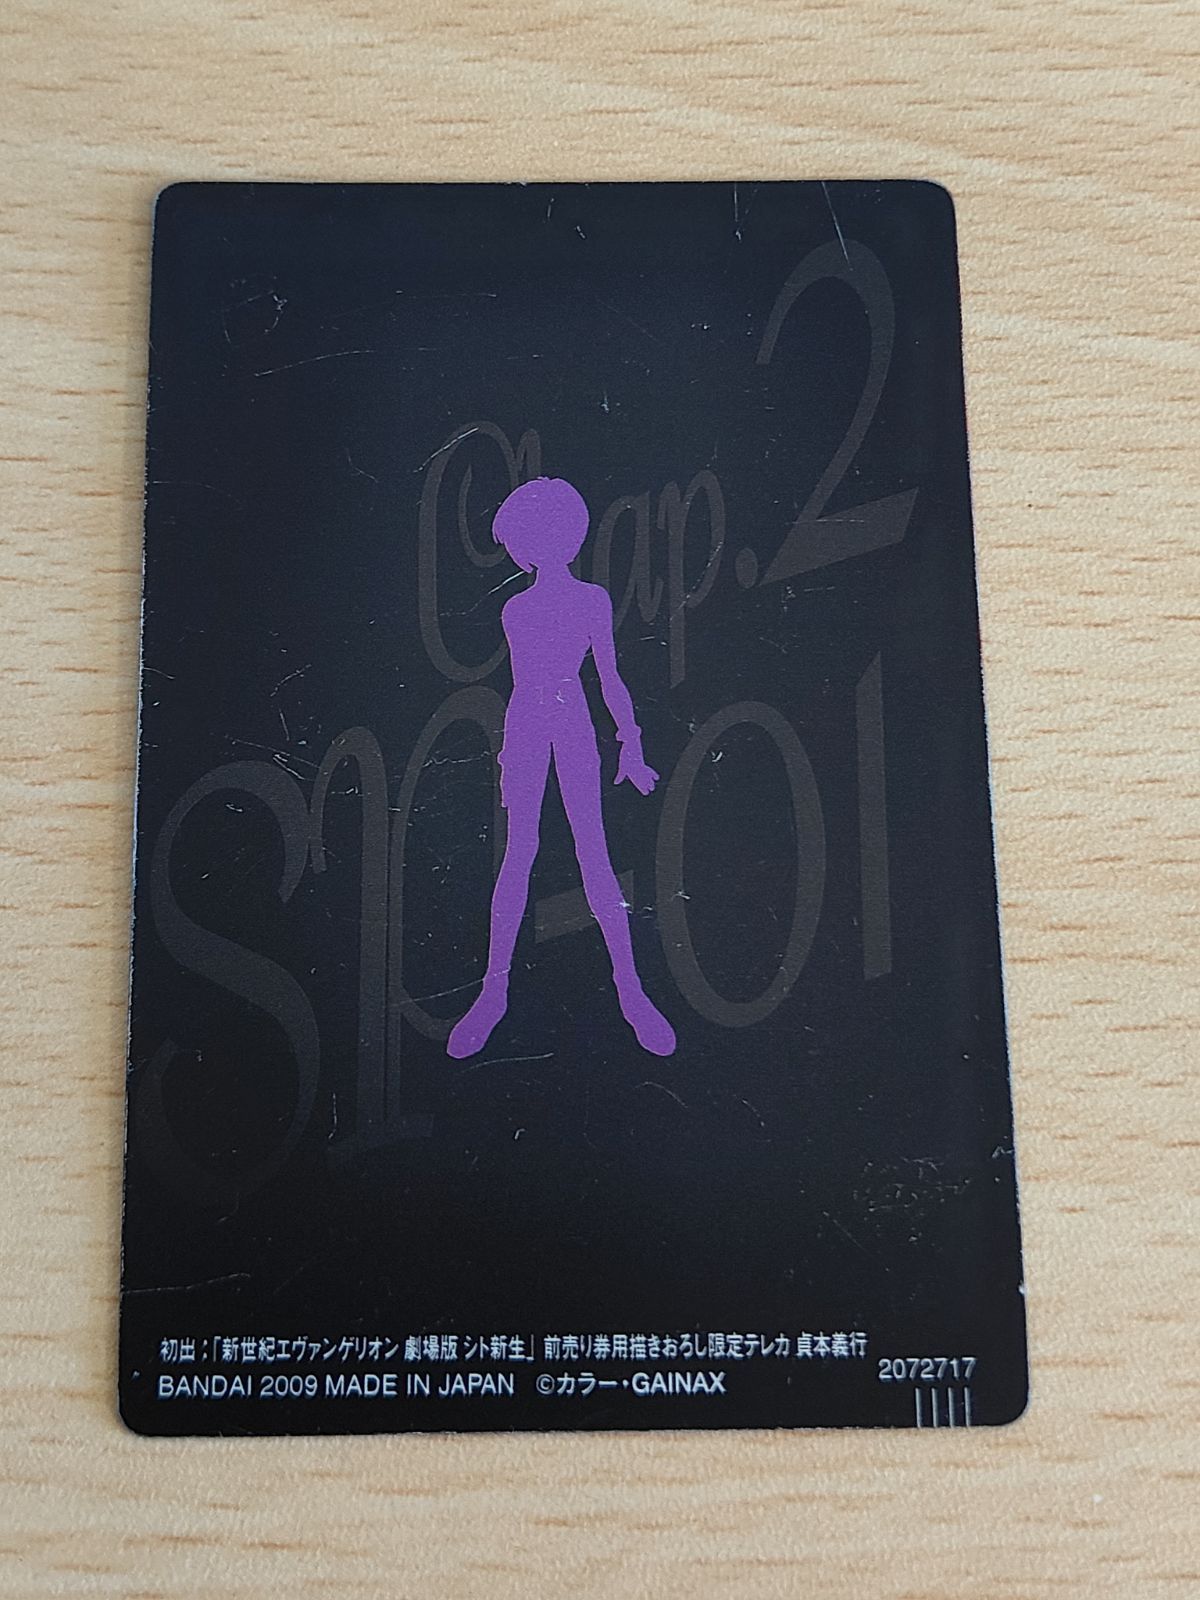 Chap.2
SP-01
初出：「新世紀エヴァンゲリオン 劇場版 シト新生」 前売り券用描きおろし限定テレカ 貞本義行
BANDAI 2009 MADE IN JAPAN ©カラー・GAINAX
2072717